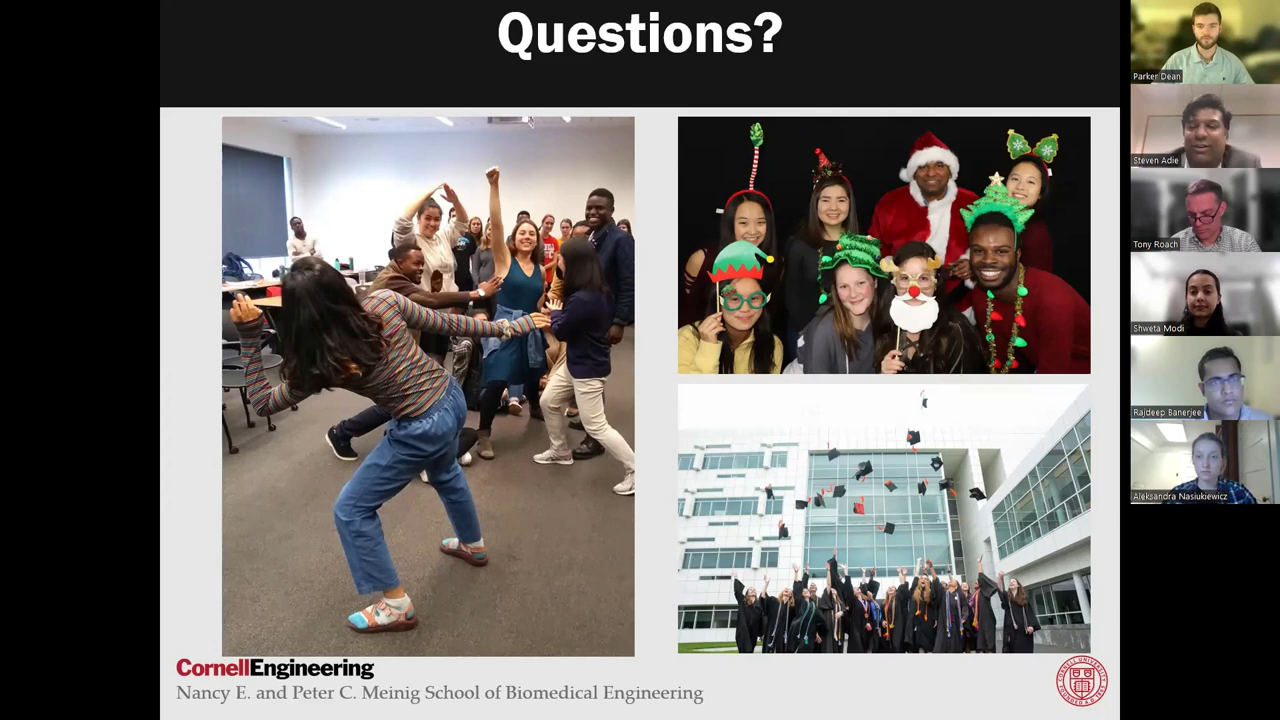 Questions?
CornellEngineering
Nancy E. and Peter C. Meinig School of Biomedical Engineering
Parker Dean
Steven Adie
Tony Roach
Shweta Modi
Rajdeep Banerjee
Aleksandra Nasiukiewicz